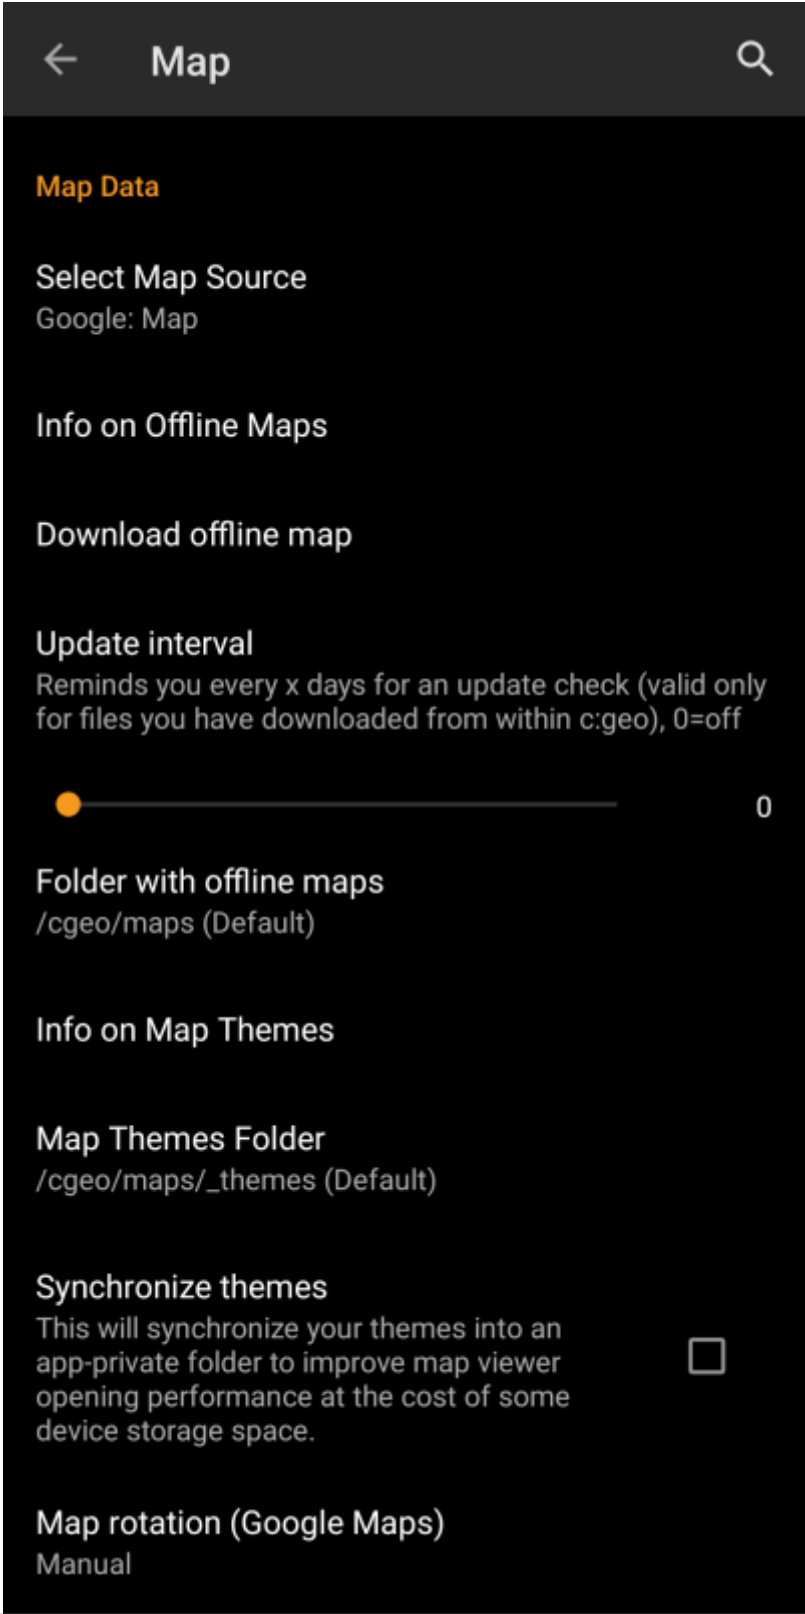 Map
Map Data
Select Map Source
Google: Map
Info on Offline Maps
Download offline map
Update interval
Reminds you every x days for an update check (valid only
for files you have downloaded from within c:geo), 0=off
0
Folder with offline maps
/cgeo/maps (Default)
Info on Map Themes
Map Themes Folder
/cgeo/maps/_themes (Default)
Synchronize themes
This will synchronize your themes into an
app-private folder to improve map viewer
opening performance at the cost of some
device storage space.
Map rotation (Google Maps)
Manual